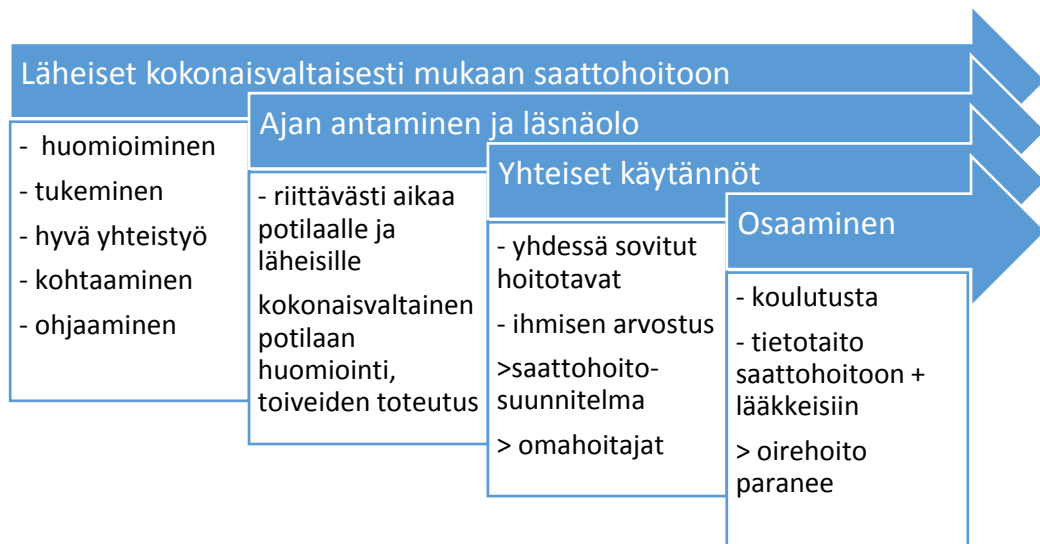 Läheiset kokonaisvaltaisesti mukaan saattohoitoon
- huomioiminen
- tukeminen
- hyvä yhteistyö
- kohtaaminen
- ohjaaminen
Ajan antaminen ja läsnäolo
- riittävästi aikaa
potilaalle ja
läheisille
kokonaisvaltainen
potilaan
huomiointi,
toiveiden toteutus
Yhteiset käytännöt
- yhdessä sovitut
hoitotavat
- ihmisen arvostus
>saattohoito-
suunnitelma
> omahoitajat
Osaaminen
- koulutusta
- tietotaito
saattohoitoon +
lääkkeisiin
> oirehoito
paranee